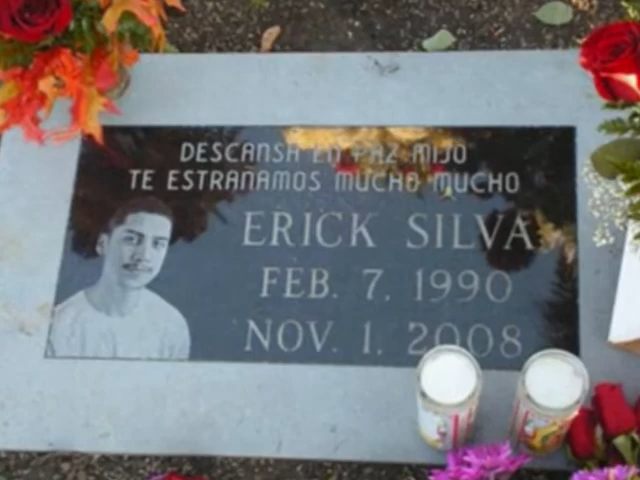 DESCANSA EN PAZ MIJO
TE ESTRAÑAMOS MUCHO MUCHO
ERICK SILVA
FEB. 7, 1990
NOV. 1, 2008